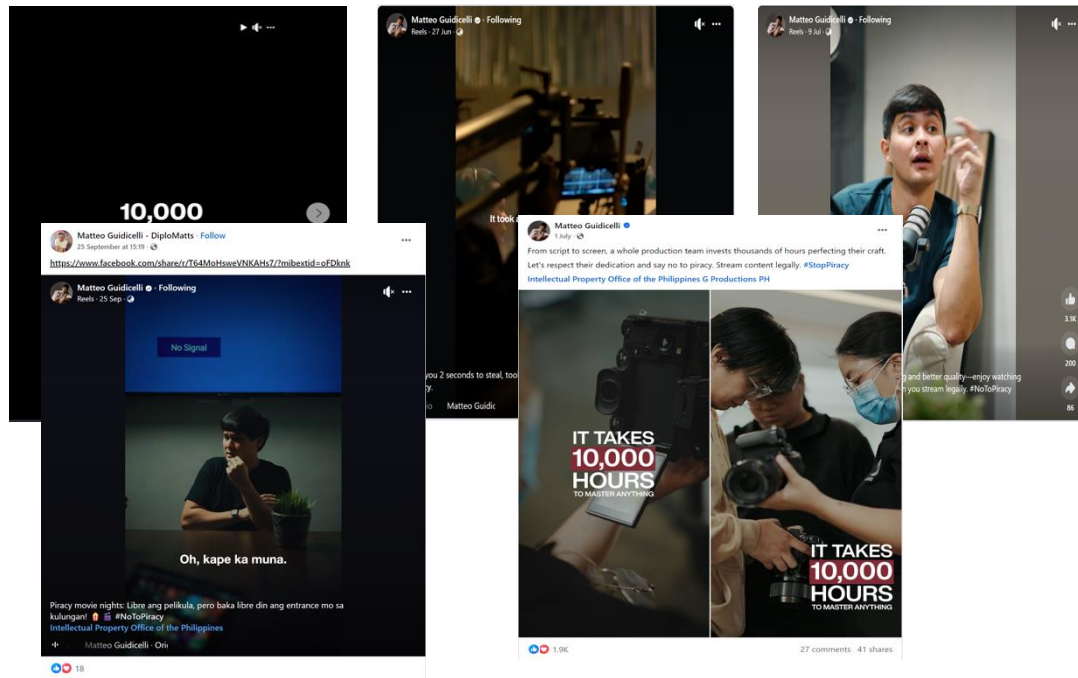 10,000
Matteo Guidicelli · Following
Reels · 27 Jun ·
It took
you 2 seconds to steal, too
y.
io Matteo Guidic
Matteo Guidicelli · Following
Reels · 9 Jul ·
3.1K
200
86
g and better quality—enjoy watching
n you stream legally. #NoToPiracy
Matteo Guidicelli - DiploMatts · Follow
25 September at 15:19 ·
https://www.facebook.com/share/r/T64MoHsweVNKAHs7/?mibextid=oFDknk
Matteo Guidicelli · Following
Reels · 25 Sep ·
No Signal
Oh, kape ka muna.
Piracy movie nights: Libre ang pelikula, pero baka libre din ang entrance mo sa
kulungan! #NoToPiracy
Intellectual Property Office of the Philippines
Matteo Guidicelli · Ori
18
Matteo Guidicelli
1 July ·
From script to screen, a whole production team invests thousands of hours perfecting their craft.
Let's respect their dedication and say no to piracy. Stream content legally. #StopPiracy
Intellectual Property Office of the Philippines G Productions PH
IT TAKES
10,000
HOURS
TO MASTER ANYTHING
IT TAKES
10,000
HOURS
TO MASTER ANYTHING
1.9K
27 comments 41 shares